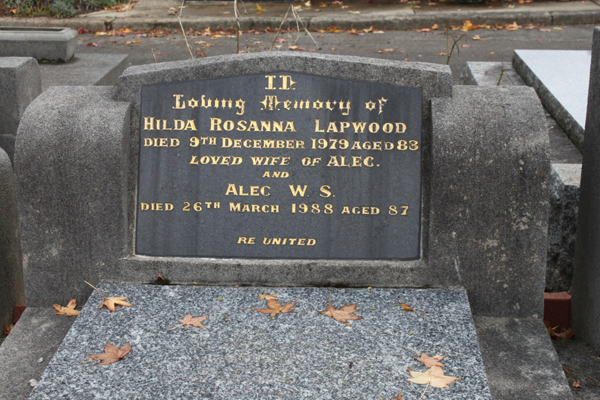 In
Loving Memory of
HILDA ROSANNA LAPWOOD
DIED 9TH DECEMBER 1979 AGED 83
LOVED WIFE OF ALEC.
AND
ALEC W. S.
DIED 26TH MARCH 1988 AGED 87
RE UNITED